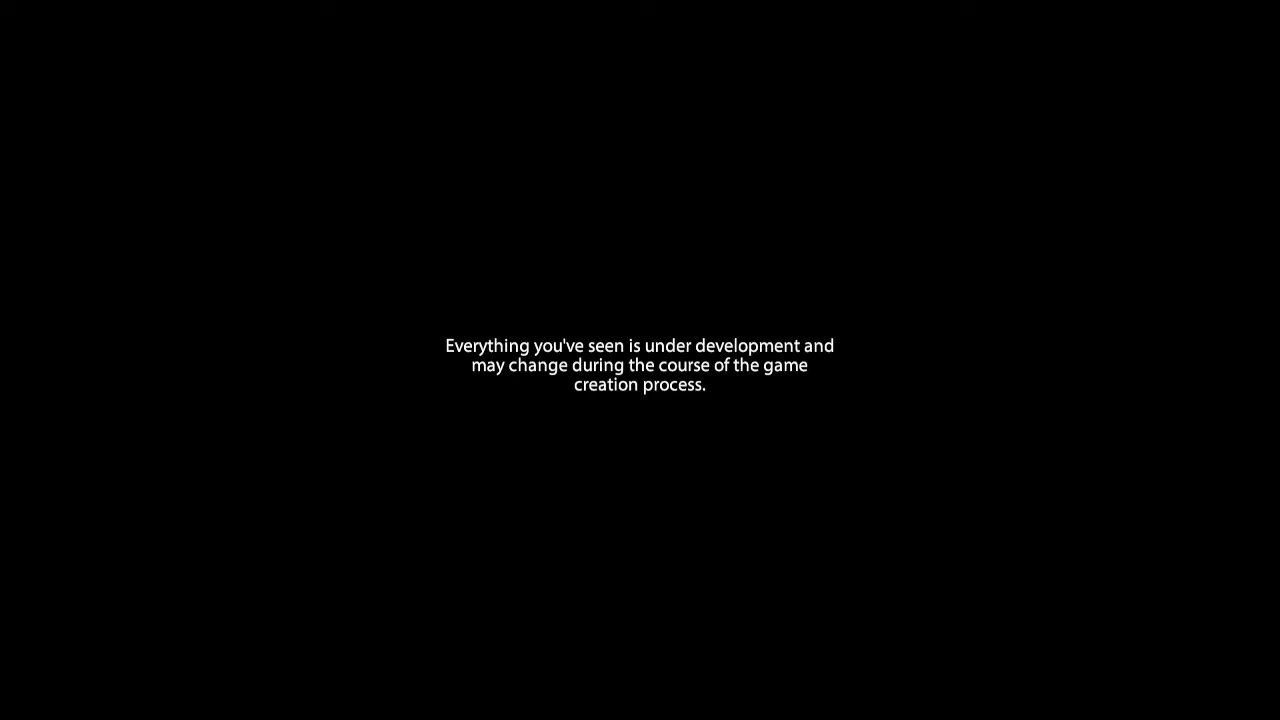 Everything you've seen is under development and
may change during the course of the game
creation process.